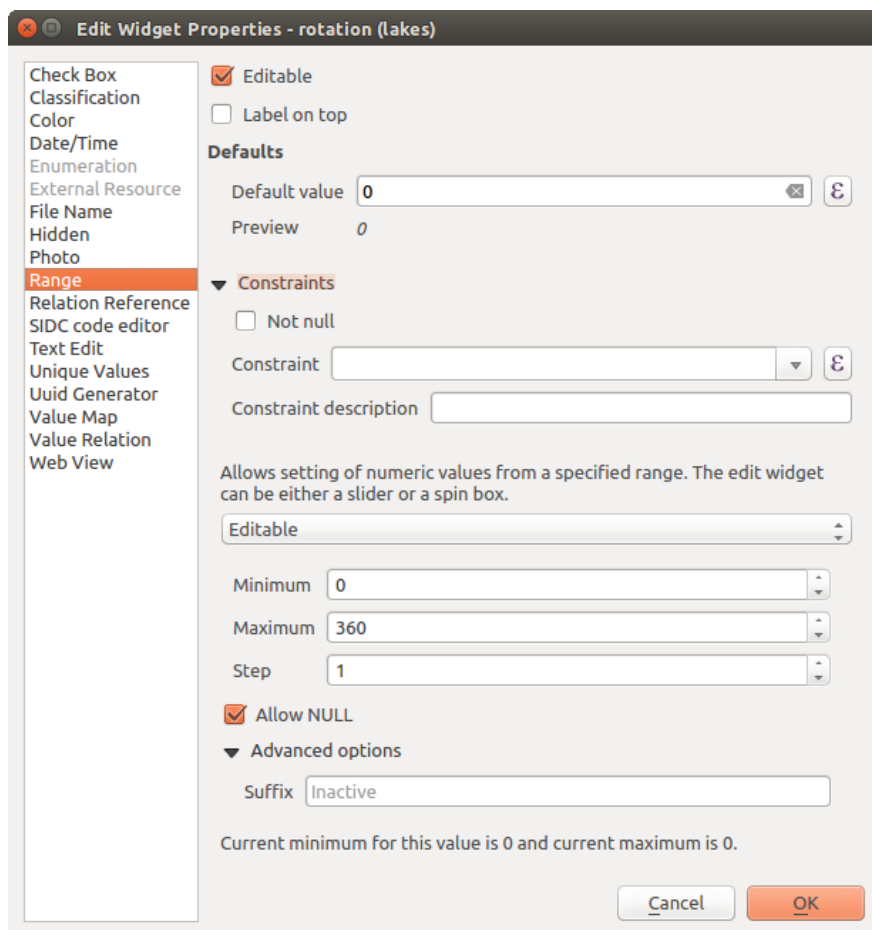 Edit Widget Properties - rotation (lakes)
Check Box
Classification
Color
Date/Time
Enumeration
External Resource
File Name
Hidden
Photo
Range
Relation Reference
SIDC code editor
Text Edit
Unique Values
Uuid Generator
Value Map
Value Relation
Web View
Editable
Label on top
Defaults
Default value 0 ε
Preview 0
Constraints
Not null
Constraint ε
Constraint description
Allows setting of numeric values from a specified range. The edit widget
can be either a slider or a spin box.
Editable
Minimum 0
Maximum 360
Step 1
Allow NULL
Advanced options
Suffix Inactive
Current minimum for this value is 0 and current maximum is 0.
Cancel OK